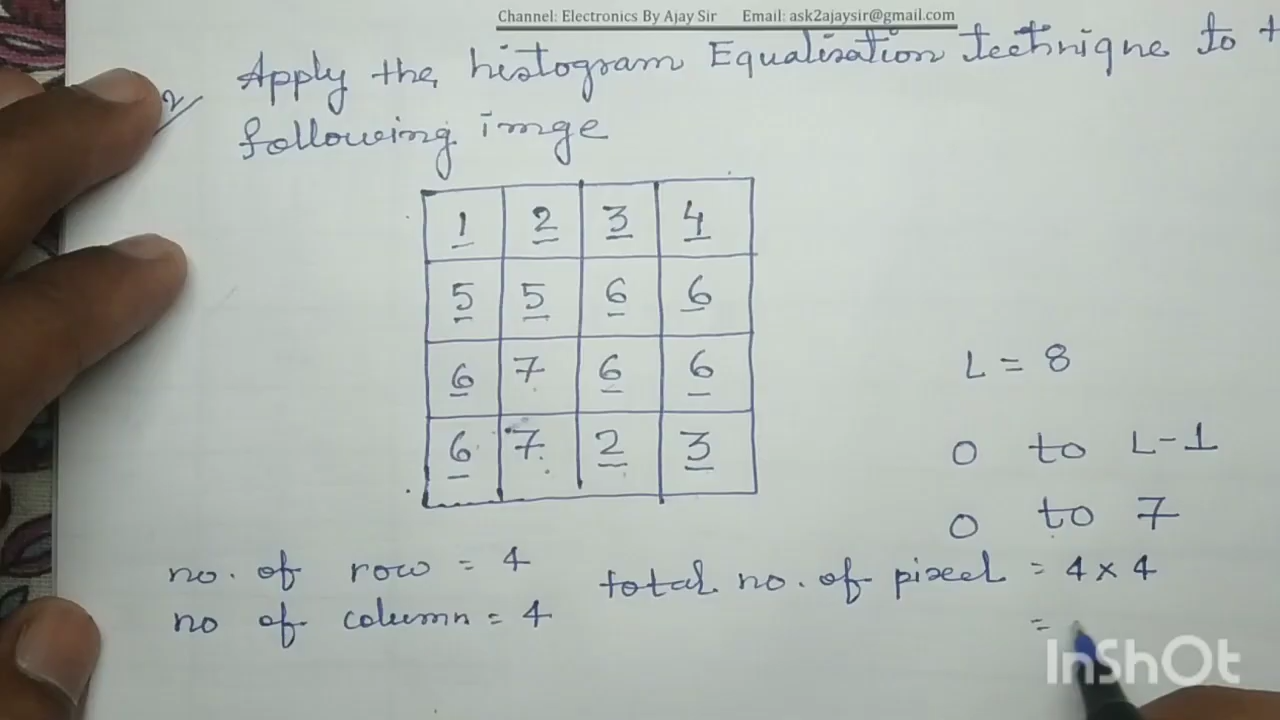 Channel: Electronics By Ajay Sir Email: ask2ajaysir@gmail.com
2 Apply the histogram Equalisation technique to t
following imge
1 2 3 4
5 5 6 6
6 7 6 6
6 7 2 3
L = 8
0 to L-1
0 to 7
no. of row = 4
no of column = 4
total no. of pixel = 4 × 4
=
InShOt